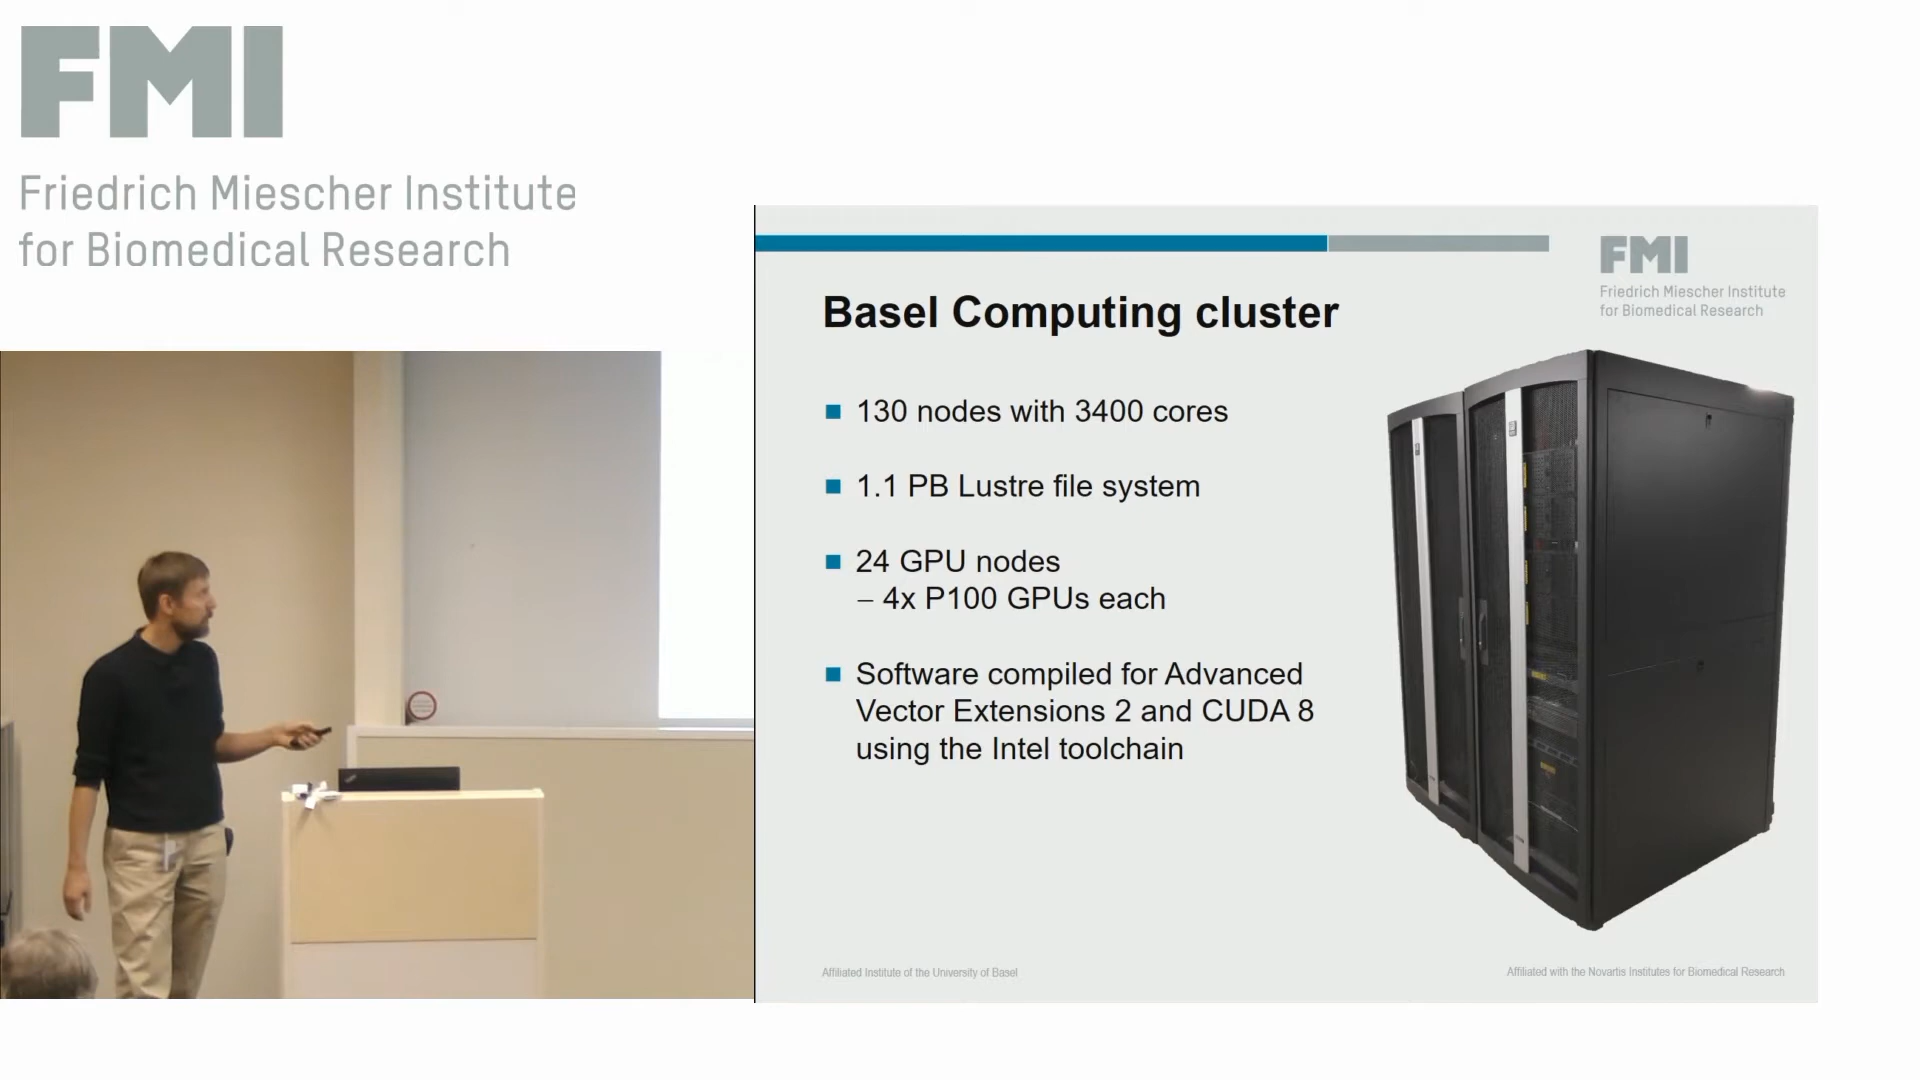 FMI
Friedrich Miescher Institute
for Biomedical Research
FMI
Friedrich Miescher Institute
for Biomedical Research
Basel Computing cluster
130 nodes with 3400 cores
1.1 PB Lustre file system
24 GPU nodes
– 4x P100 GPUs each
Software compiled for Advanced
Vector Extensions 2 and CUDA 8
using the Intel toolchain
Affiliated Institute of the University of Basel
Affiliated with the Novartis Institutes for Biomedical Research